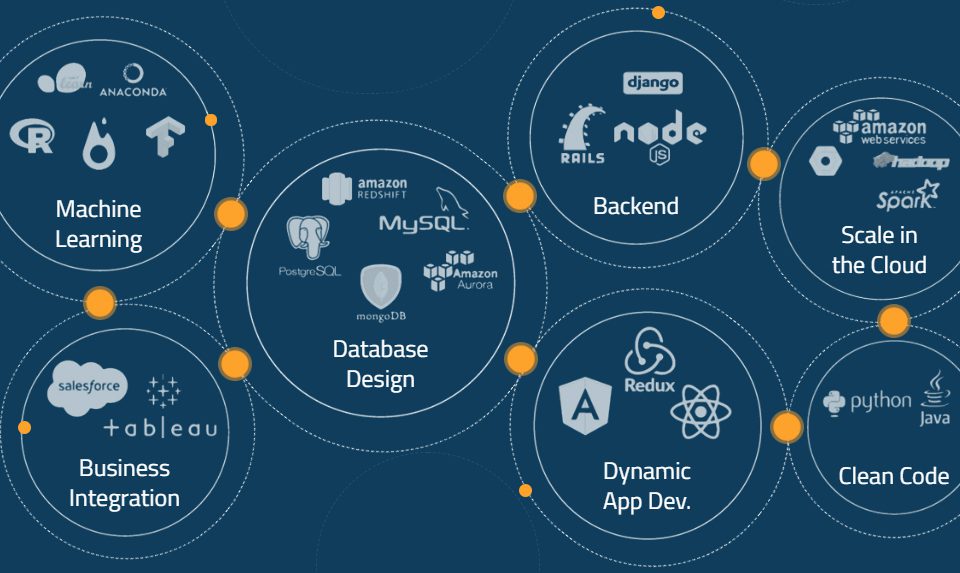 learn
ANACONDA
R
Machine
Learning
amazon
REDSHIFT
MySQL
PostgreSQL
Amazon
Aurora
mongoDB
Database
Design
django
RAILS
node
JS
Backend
amazon
web services
hadoop
APACHE
Spark
Scale in
the Cloud
salesforce
+ableau
Business
Integration
Redux
A
Dynamic
App Dev.
python
Java
Clean Code